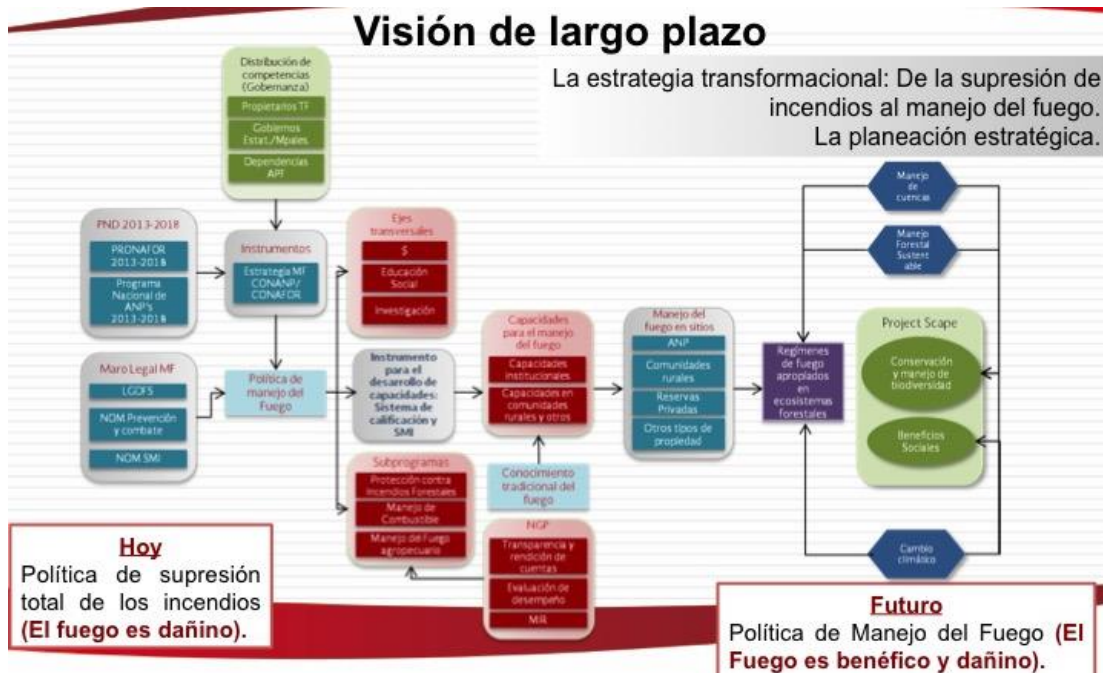 Visión de largo plazo
La estrategia transformacional: De la supresión de
incendios al manejo del fuego.
La planeación estratégica.
Distribución de
competencias
(Gobernanza)
Propietarios TF
Gobiernos
Estat./Mpales.
Dependencias
APF
PND 2013-2018
PRONAFOR
2013-2018
Programa
Nacional de
ANP's
2013-2018
Instrumentos
Estrategia MF
CONANP/
CONAFOR
Maro Legal MF
LGDFS
NOM Prevención
y combate
NOM SMI
Política de
manejo del
Fuego
Ejes
transversales
$
Educación
Social
Investigación
Instrumento
para el
desarrollo de
capacidades:
Sistema de
calificación y
SMI
Subprogramas
Protección contra
Incendios Forestales
Manejo de
Combustible
Manejo del Fuego
agropecuario
Capacidades
para el manejo
del fuego
Capacidades
institucionales
Capacidades en
comunidades
rurales y otros
Conocimiento
tradicional del
fuego
NGP
Transparencia y
rendición de
cuentas
Evaluación de
desempeño
MIR
Manejo del
fuego en sitios
ANP
Comunidades
rurales
Reservas
Privadas
Otros tipos de
propiedad
Regímenes
de fuego
apropiados
en
ecosistemas
forestales
Manejo
de
cuencas
Manejo
Forestal
Sustent
able
Project Scape
Conservación
y manejo de
biodiversidad
Beneficios
Sociales
Cambio
climático
Hoy
Política de supresión
total de los incendios
(El fuego es dañino).
Futuro
Política de Manejo del Fuego (El
Fuego es benéfico y dañino).